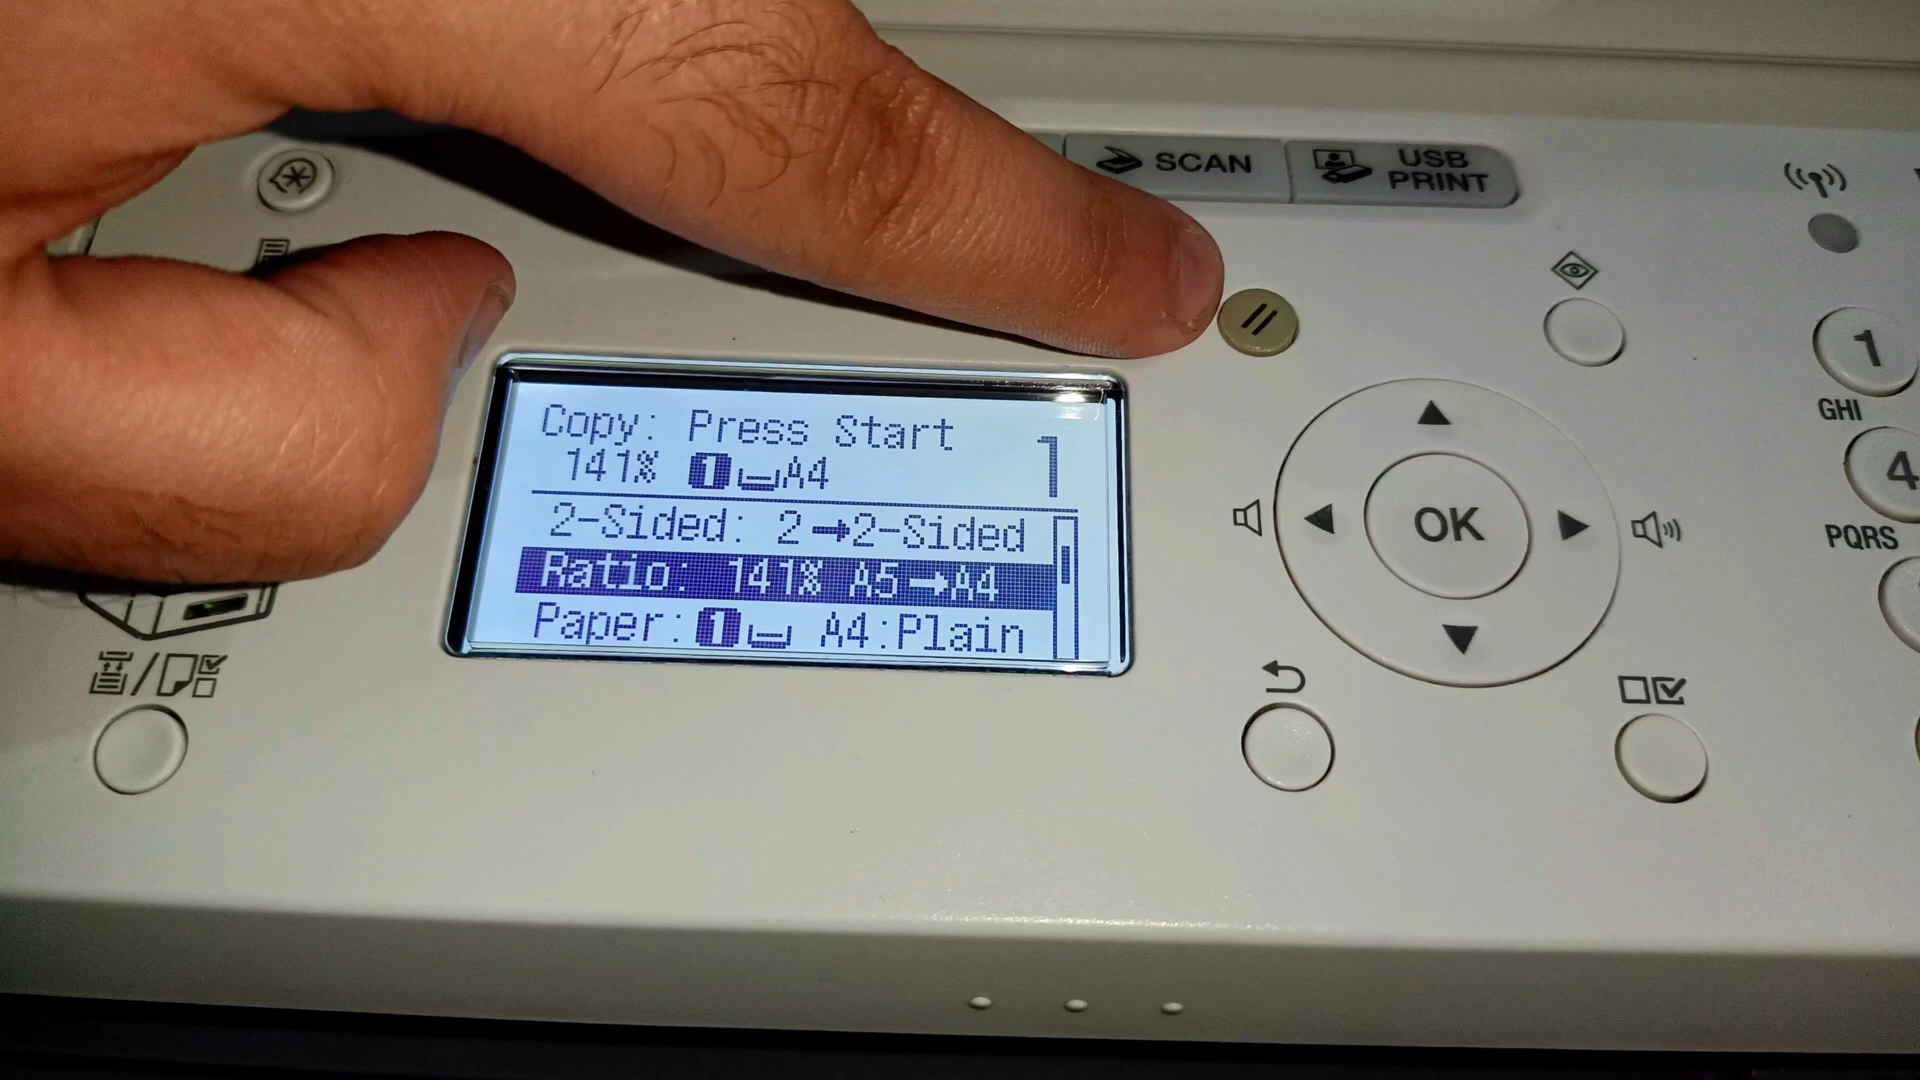 SCAN
USB
PRINT
Copy: Press Start
141% 1 A4
1
2-Sided: 2→2-Sided
Ratio: 141% A5→A4
Paper: 1 A4:Plain
OK
1
GHI
4
PQRS